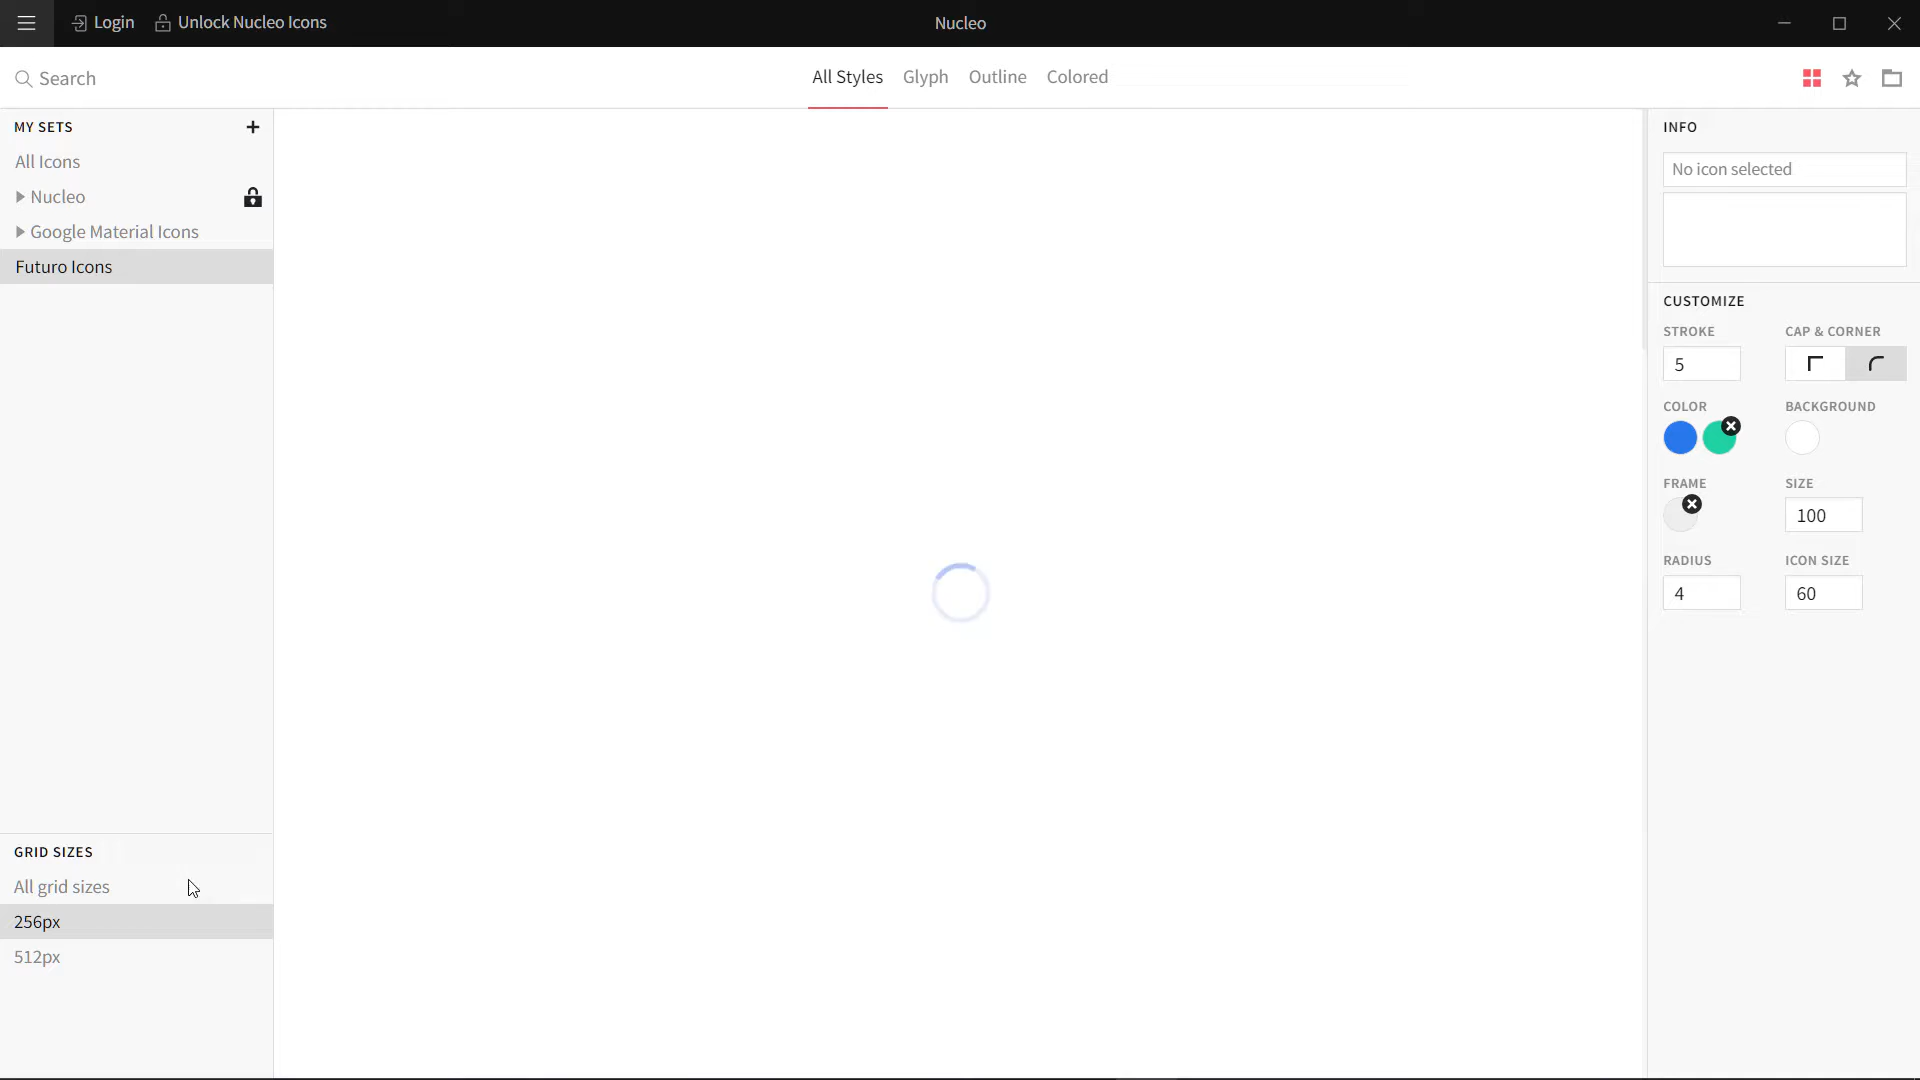 Login
Unlock Nucleo Icons
Nucleo
Search
All Styles
Glyph
Outline
Colored
MY SETS
All Icons
Nucleo
Google Material Icons
Futuro Icons
GRID SIZES
All grid sizes
256px
512px
INFO
No icon selected
CUSTOMIZE
STROKE
CAP & CORNER
5
COLOR
BACKGROUND
FRAME
SIZE
100
RADIUS
ICON SIZE
4
60